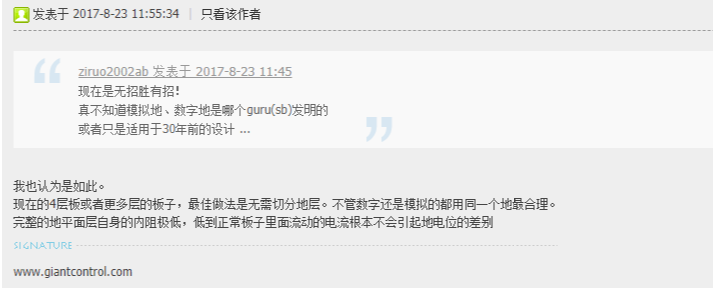 发表于 2017-8-23 11:55:34 | 只看该作者
ziruo2002ab 发表于 2017-8-23 11:45
现在是无招胜有招!
真不知道模拟地、数字地是哪个guru(sb)发明的
或者只是适用于30年前的设计 ...
我也认为是如此。
现在的4层板或者更多层的板子，最佳做法是无需切分地层。不管数字还是模拟的都用同一个地最合理。
完整的地平面层自身的内阻极低，低到正常板子里面流动的电流根本不会引起地电位的差别
SIGNATURE
www.giantcontrol.com